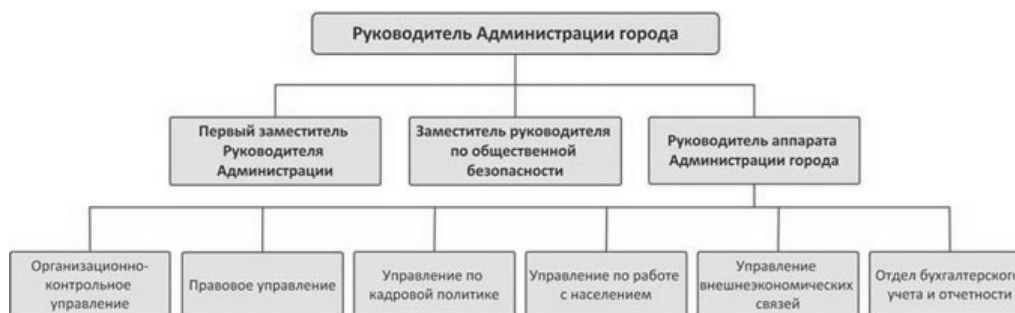 Руководитель Администрации города
Первый заместитель
Руководителя
Администрации
Заместитель руководителя
по общественной
безопасности
Руководитель аппарата
Администрации города
Организационно-
контрольное
управление
Правовое управление
Управление по
кадровой политике
Управление по работе
с населением
Управление
внешнеэкономических
связей
Отдел бухгалтерского
учета и отчетности